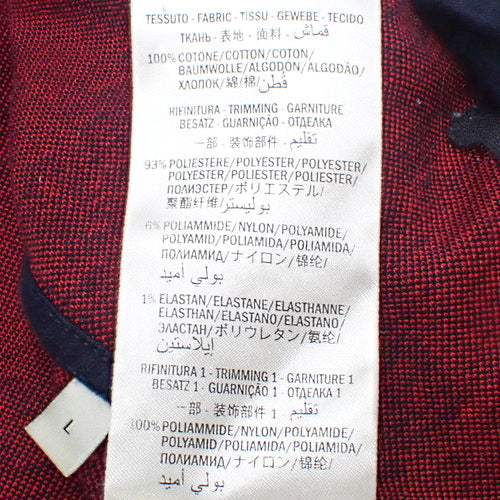 TESSUTO - FABRIC - TISSU - GEWEBE - TECIDO
ТКАНЬ - 表地 - 面料 - قماش
100% COTONE/COTTON/COTON/
BAUMWOLLE/ALGODÓN/ALGODÃO/
ХЛОПОК/綿/棉/قطن
RIFINITURA - TRIMMING - GARNITURE
BESATZ - GUARNIÇÃO - ОТДЕЛКА
一部 - 装饰部件 - تقليم
93% POLIESTERE/POLYESTER/POLYESTER/
POLYESTER/POLIESTER/POLIESTER/
ПОЛИЭСТЕР/ポリエステル/
聚酯纤维/بوليستر
6% POLIAMMIDE/NYLON/POLYAMIDE/
POLYAMID/POLIAMIDA/POLIAMIDA/
ПОЛИАМИД/ナイロン/锦纶/
بولي أميد
1% ELASTAN/ELASTANE/ELASTHANNE/
ELASTHAN/ELASTANO/ELASTANO/
ЭЛАСТАН/ポリウレタン/氨纶/
إيلاستين
RIFINITURA 1 - TRIMMING 1 - GARNITURE 1
BESATZ 1 - GUARNIÇÃO 1 - ОТДЕЛКА 1
一部 - 装饰部件 1 - تقليم
100% POLIAMMIDE/NYLON/POLYAMIDE/
POLYAMID/POLIAMIDA/POLIAMIDA/
ПОЛИАМИД/ナイロン/锦纶/
بولي أميد
L